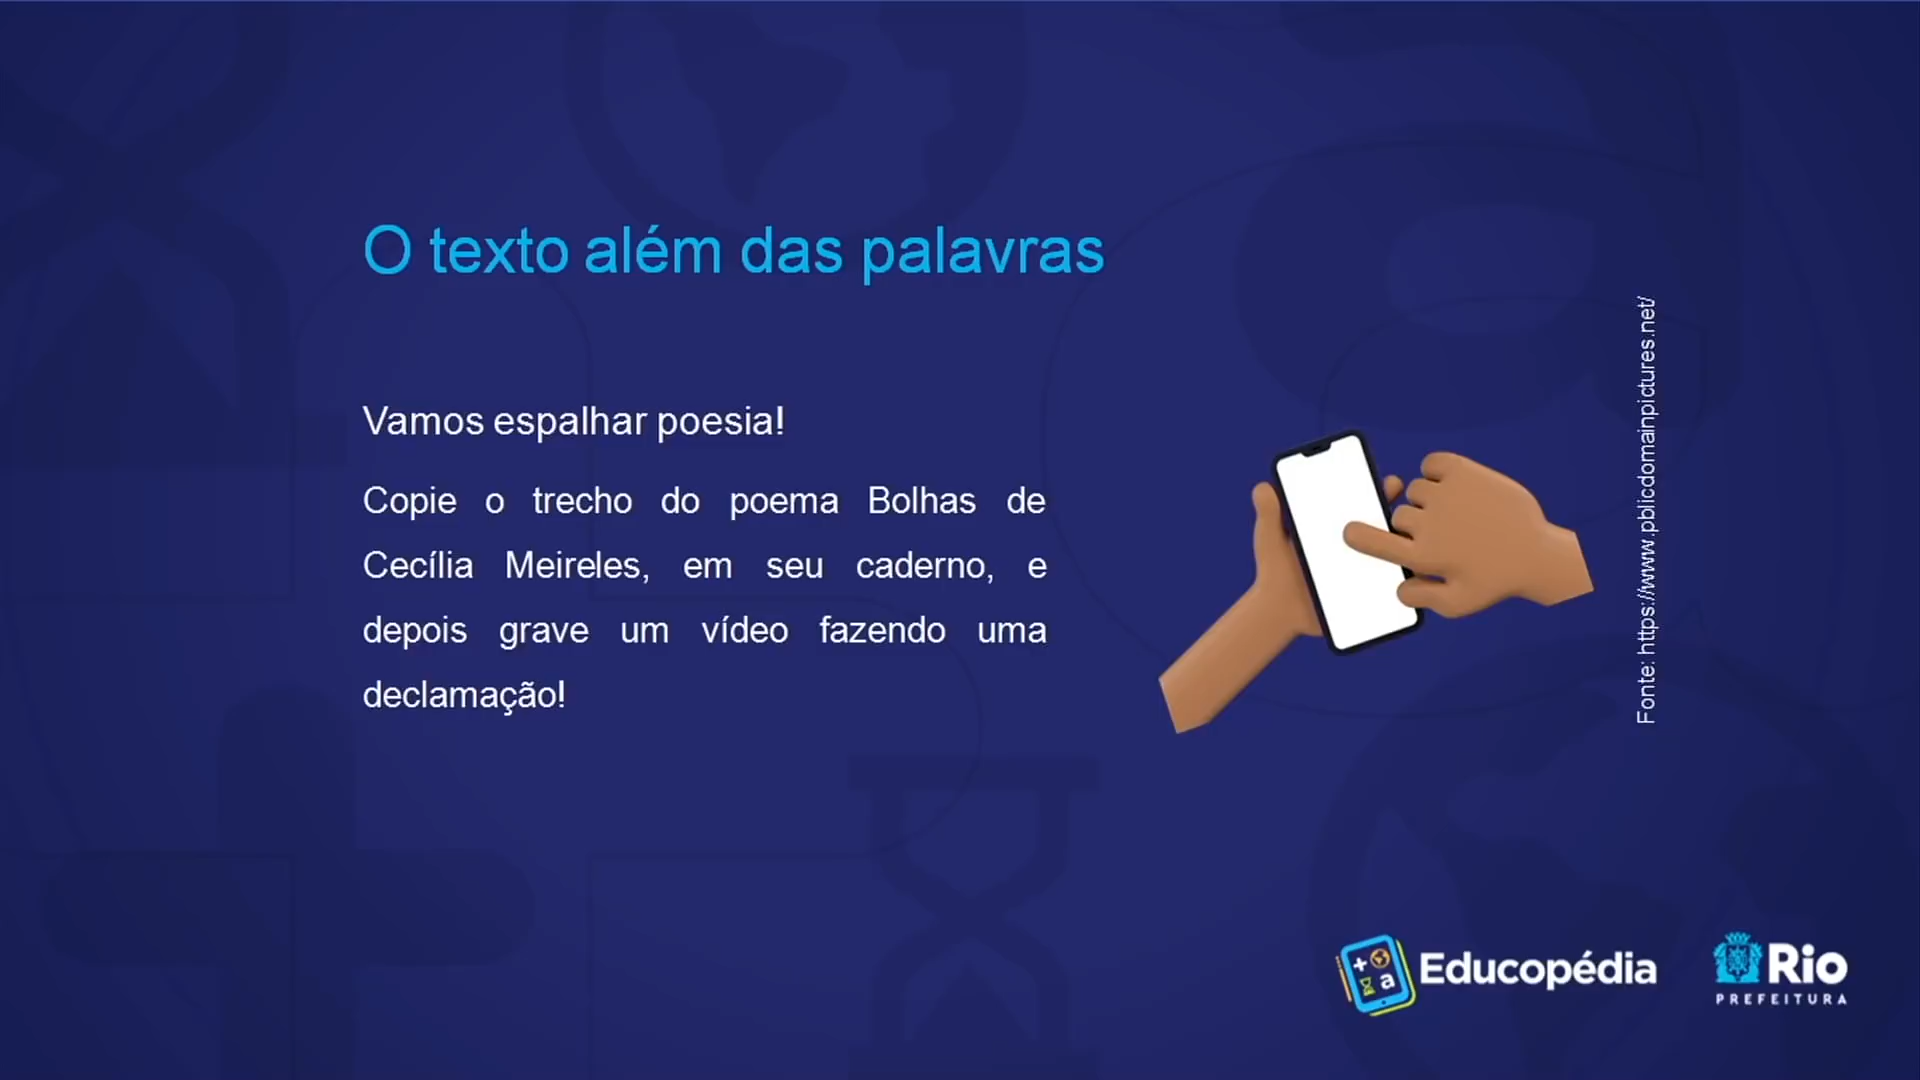 O texto além das palavras
Vamos espalhar poesia!
Copie o trecho do poema Bolhas de
Cecília Meireles, em seu caderno, e
depois grave um vídeo fazendo uma
declamação!
Fonte: https://www.pblicdomainpictures.net/
+ a
Educopédia
Rio
PREFEITURA